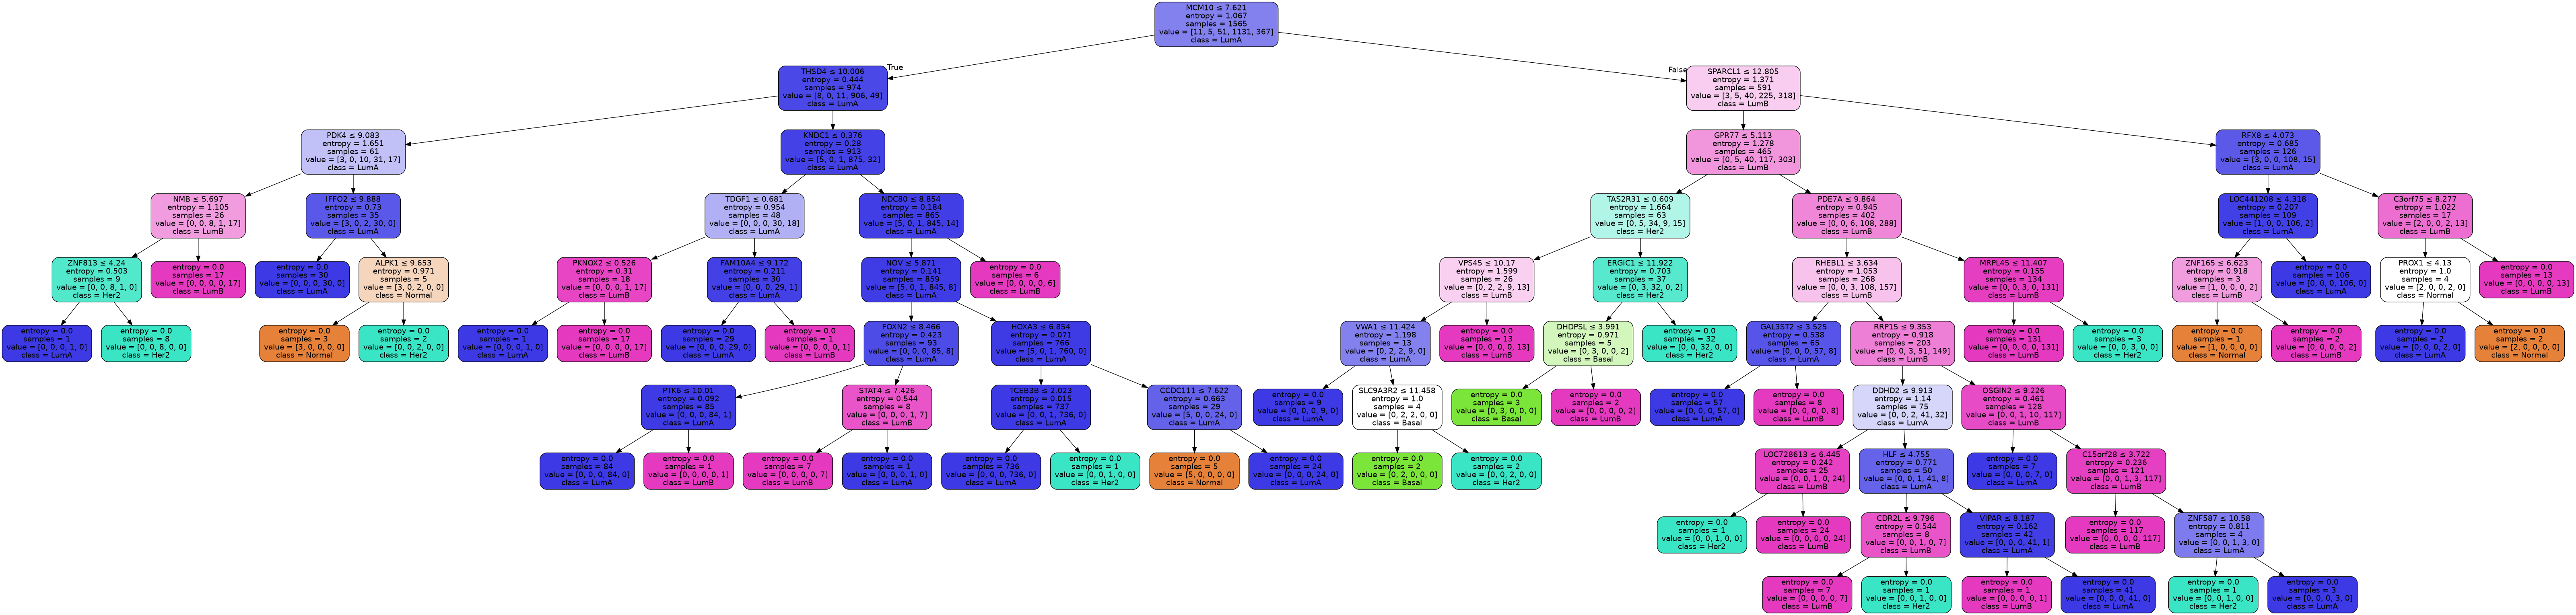 MCM10 ≤ 7.621
entropy = 1.067
samples = 1565
value = [11, 5, 51, 1131, 367]
class = LumA
True
False
THSD4 ≤ 10.006
entropy = 0.444
samples = 974
value = [8, 0, 11, 906, 49]
class = LumA
SPARCL1 ≤ 12.805
entropy = 1.371
samples = 591
value = [3, 5, 40, 225, 318]
class = LumB
PDK4 ≤ 9.083
entropy = 1.651
samples = 61
value = [3, 0, 10, 31, 17]
class = LumA
KNDC1 ≤ 0.376
entropy = 0.28
samples = 913
value = [5, 0, 1, 875, 32]
class = LumA
GPR77 ≤ 5.113
entropy = 1.278
samples = 465
value = [0, 5, 40, 117, 303]
class = LumB
RFX8 ≤ 4.073
entropy = 0.685
samples = 126
value = [3, 0, 0, 108, 15]
class = LumA
NMB ≤ 5.697
entropy = 1.105
samples = 26
value = [0, 0, 8, 1, 17]
class = LumB
IFFO2 ≤ 9.888
entropy = 0.73
samples = 35
value = [3, 0, 2, 30, 0]
class = LumA
TDGF1 ≤ 0.681
entropy = 0.954
samples = 48
value = [0, 0, 0, 30, 18]
class = LumA
NDC80 ≤ 8.854
entropy = 0.184
samples = 865
value = [5, 0, 1, 845, 14]
class = LumA
TAS2R31 ≤ 0.609
entropy = 1.664
samples = 63
value = [0, 5, 34, 9, 15]
class = Her2
PDE7A ≤ 9.864
entropy = 0.945
samples = 402
value = [0, 0, 6, 108, 288]
class = LumB
LOC441208 ≤ 4.318
entropy = 0.207
samples = 109
value = [1, 0, 0, 106, 2]
class = LumA
C3orf75 ≤ 8.277
entropy = 1.022
samples = 17
value = [2, 0, 0, 2, 13]
class = LumB
ZNF813 ≤ 4.24
entropy = 0.503
samples = 9
value = [0, 0, 8, 1, 0]
class = Her2
entropy = 0.0
samples = 17
value = [0, 0, 0, 0, 17]
class = LumB
entropy = 0.0
samples = 30
value = [0, 0, 0, 30, 0]
class = LumA
ALPK1 ≤ 9.653
entropy = 0.971
samples = 5
value = [3, 0, 2, 0, 0]
class = Normal
PKNOX2 ≤ 0.526
entropy = 0.31
samples = 18
value = [0, 0, 0, 1, 17]
class = LumB
FAM10A4 ≤ 9.172
entropy = 0.211
samples = 30
value = [0, 0, 0, 29, 1]
class = LumA
NOV ≤ 5.871
entropy = 0.141
samples = 859
value = [5, 0, 1, 845, 8]
class = LumA
entropy = 0.0
samples = 6
value = [0, 0, 0, 0, 6]
class = LumB
VPS45 ≤ 10.17
entropy = 1.599
samples = 26
value = [0, 2, 2, 9, 13]
class = LumB
ERGIC1 ≤ 11.922
entropy = 0.703
samples = 37
value = [0, 3, 32, 0, 2]
class = Her2
RHEBL1 ≤ 3.634
entropy = 1.053
samples = 268
value = [0, 0, 3, 108, 157]
class = LumB
MRPL45 ≤ 11.407
entropy = 0.155
samples = 134
value = [0, 0, 3, 0, 131]
class = LumB
ZNF165 ≤ 6.623
entropy = 0.918
samples = 3
value = [1, 0, 0, 0, 2]
class = LumB
entropy = 0.0
samples = 106
value = [0, 0, 0, 106, 0]
class = LumA
PROX1 ≤ 4.13
entropy = 1.0
samples = 4
value = [2, 0, 0, 2, 0]
class = Normal
entropy = 0.0
samples = 13
value = [0, 0, 0, 0, 13]
class = LumB
entropy = 0.0
samples = 1
value = [0, 0, 0, 1, 0]
class = LumA
entropy = 0.0
samples = 8
value = [0, 0, 8, 0, 0]
class = Her2
entropy = 0.0
samples = 3
value = [3, 0, 0, 0, 0]
class = Normal
entropy = 0.0
samples = 2
value = [0, 0, 2, 0, 0]
class = Her2
entropy = 0.0
samples = 1
value = [0, 0, 0, 1, 0]
class = LumA
entropy = 0.0
samples = 17
value = [0, 0, 0, 0, 17]
class = LumB
entropy = 0.0
samples = 29
value = [0, 0, 0, 29, 0]
class = LumA
entropy = 0.0
samples = 1
value = [0, 0, 0, 0, 1]
class = LumB
FOXN2 ≤ 8.466
entropy = 0.423
samples = 93
value = [0, 0, 0, 85, 8]
class = LumA
HOXA3 ≤ 6.854
entropy = 0.071
samples = 766
value = [5, 0, 1, 760, 0]
class = LumA
VWA1 ≤ 11.424
entropy = 1.198
samples = 13
value = [0, 2, 2, 9, 0]
class = LumA
entropy = 0.0
samples = 13
value = [0, 0, 0, 0, 13]
class = LumB
DHDPSL ≤ 3.991
entropy = 0.971
samples = 5
value = [0, 3, 0, 0, 2]
class = Basal
entropy = 0.0
samples = 32
value = [0, 0, 32, 0, 0]
class = Her2
GAL3ST2 ≤ 3.525
entropy = 0.538
samples = 65
value = [0, 0, 0, 57, 8]
class = LumA
RRP15 ≤ 9.353
entropy = 0.918
samples = 203
value = [0, 0, 3, 51, 149]
class = LumB
entropy = 0.0
samples = 131
value = [0, 0, 0, 0, 131]
class = LumB
entropy = 0.0
samples = 3
value = [0, 0, 3, 0, 0]
class = Her2
entropy = 0.0
samples = 1
value = [1, 0, 0, 0, 0]
class = Normal
entropy = 0.0
samples = 2
value = [0, 0, 0, 0, 2]
class = LumB
entropy = 0.0
samples = 2
value = [0, 0, 0, 2, 0]
class = LumA
entropy = 0.0
samples = 2
value = [2, 0, 0, 0, 0]
class = Normal
PTK6 ≤ 10.01
entropy = 0.092
samples = 85
value = [0, 0, 0, 84, 1]
class = LumA
STAT4 ≤ 7.426
entropy = 0.544
samples = 8
value = [0, 0, 0, 1, 7]
class = LumB
TCEB3B ≤ 2.023
entropy = 0.015
samples = 737
value = [0, 0, 1, 736, 0]
class = LumA
CCDC111 ≤ 7.622
entropy = 0.663
samples = 29
value = [5, 0, 0, 24, 0]
class = LumA
entropy = 0.0
samples = 9
value = [0, 0, 0, 9, 0]
class = LumA
SLC9A3R2 ≤ 11.458
entropy = 1.0
samples = 4
value = [0, 2, 2, 0, 0]
class = Basal
entropy = 0.0
samples = 3
value = [0, 3, 0, 0, 0]
class = Basal
entropy = 0.0
samples = 2
value = [0, 0, 0, 0, 2]
class = LumB
entropy = 0.0
samples = 57
value = [0, 0, 0, 57, 0]
class = LumA
entropy = 0.0
samples = 8
value = [0, 0, 0, 0, 8]
class = LumB
DDHD2 ≤ 9.913
entropy = 1.14
samples = 75
value = [0, 0, 2, 41, 32]
class = LumA
OSGIN2 ≤ 9.226
entropy = 0.461
samples = 128
value = [0, 0, 1, 10, 117]
class = LumB
entropy = 0.0
samples = 84
value = [0, 0, 0, 84, 0]
class = LumA
entropy = 0.0
samples = 1
value = [0, 0, 0, 0, 1]
class = LumB
entropy = 0.0
samples = 7
value = [0, 0, 0, 0, 7]
class = LumB
entropy = 0.0
samples = 1
value = [0, 0, 0, 1, 0]
class = LumA
entropy = 0.0
samples = 736
value = [0, 0, 0, 736, 0]
class = LumA
entropy = 0.0
samples = 1
value = [0, 0, 1, 0, 0]
class = Her2
entropy = 0.0
samples = 5
value = [5, 0, 0, 0, 0]
class = Normal
entropy = 0.0
samples = 24
value = [0, 0, 0, 24, 0]
class = LumA
entropy = 0.0
samples = 2
value = [0, 2, 0, 0, 0]
class = Basal
entropy = 0.0
samples = 2
value = [0, 0, 2, 0, 0]
class = Her2
LOC728613 ≤ 6.445
entropy = 0.242
samples = 25
value = [0, 0, 1, 0, 24]
class = LumB
HLF ≤ 4.755
entropy = 0.771
samples = 50
value = [0, 0, 1, 41, 8]
class = LumA
entropy = 0.0
samples = 7
value = [0, 0, 0, 7, 0]
class = LumA
C15orf28 ≤ 3.722
entropy = 0.236
samples = 121
value = [0, 0, 1, 3, 117]
class = LumB
entropy = 0.0
samples = 1
value = [0, 0, 1, 0, 0]
class = Her2
entropy = 0.0
samples = 24
value = [0, 0, 0, 0, 24]
class = LumB
CDR2L ≤ 9.796
entropy = 0.544
samples = 8
value = [0, 0, 1, 0, 7]
class = LumB
VIPAR ≤ 8.187
entropy = 0.162
samples = 42
value = [0, 0, 0, 41, 1]
class = LumA
entropy = 0.0
samples = 117
value = [0, 0, 0, 0, 117]
class = LumB
ZNF587 ≤ 10.58
entropy = 0.811
samples = 4
value = [0, 0, 1, 3, 0]
class = LumA
entropy = 0.0
samples = 7
value = [0, 0, 0, 0, 7]
class = LumB
entropy = 0.0
samples = 1
value = [0, 0, 1, 0, 0]
class = Her2
entropy = 0.0
samples = 1
value = [0, 0, 0, 0, 1]
class = LumB
entropy = 0.0
samples = 41
value = [0, 0, 0, 41, 0]
class = LumA
entropy = 0.0
samples = 1
value = [0, 0, 1, 0, 0]
class = Her2
entropy = 0.0
samples = 3
value = [0, 0, 0, 3, 0]
class = LumA